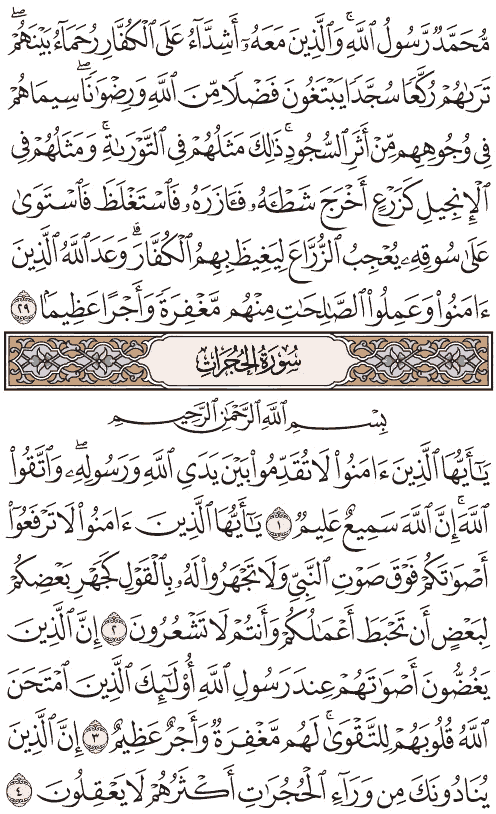 مُّحَمَّدٌ رَّسُولُ ٱللَّهِۚ وَٱلَّذِينَ مَعَهُۥٓ أَشِدَّآءُ عَلَى ٱلْكُفَّارِ رُحَمَآءُ بَيْنَهُمْۖ
تَرَىٰهُمْ رُكَّعًا سُجَّدًا يَبْتَغُونَ فَضْلًا مِّنَ ٱللَّهِ وَرِضْوَٰنًاۖ سِيمَاهُمْ
فِى وُجُوهِهِم مِّنْ أَثَرِ ٱلسُّجُودِۚ ذَٰلِكَ مَثَلُهُمْ فِى ٱلتَّوْرَىٰةِۚ وَمَثَلُهُمْ فِى
ٱلْإِنجِيلِ كَزَرْعٍ أَخْرَجَ شَطْـَٔهُۥ فَـَٔازَرَهُۥ فَٱسْتَغْلَظَ فَٱسْتَوَىٰ
عَلَىٰ سُوقِهِۦ يُعْجِبُ ٱلزُّرَّاعَ لِيَغِيظَ بِهِمُ ٱلْكُفَّارَۗ وَعَدَ ٱللَّهُ ٱلَّذِينَ
ءَامَنُوا۟ وَعَمِلُوا۟ ٱلصَّٰلِحَٰتِ مِنْهُم مَّغْفِرَةً وَأَجْرًا عَظِيمًۢا ٢٩
سُورَةُ الحُجُرَاتِ
بِسْمِ ٱللَّهِ ٱلرَّحْمَٰنِ ٱلرَّحِيمِ
يَٰٓأَيُّهَا ٱلَّذِينَ ءَامَنُوا۟ لَا تُقَدِّمُوا۟ بَيْنَ يَدَىِ ٱللَّهِ وَرَسُولِهِۦۖ وَٱتَّقُوا۟
ٱللَّهَۚ إِنَّ ٱللَّهَ سَمِيعٌ عَلِيمٌ ١ يَٰٓأَيُّهَا ٱلَّذِينَ ءَامَنُوا۟ لَا تَرْفَعُوٓا۟
أَصْوَٰتَكُمْ فَوْقَ صَوْتِ ٱلنَّبِىِّ وَلَا تَجْهَرُوا۟ لَهُۥ بِٱلْقَوْلِ كَجَهْرِ بَعْضِكُمْ
لِبَعْضٍ أَن تَحْبَطَ أَعْمَٰلُكُمْ وَأَنتُمْ لَا تَشْعُرُونَ ٢ إِنَّ ٱلَّذِينَ
يَغُضُّونَ أَصْوَٰتَهُمْ عِندَ رَسُولِ ٱللَّهِ أُو۟لَٰٓئِكَ ٱلَّذِينَ ٱمْتَحَنَ
ٱللَّهُ قُلُوبَهُمْ لِلتَّقْوَىٰۚ لَهُم مَّغْفِرَةٌ وَأَجْرٌ عَظِيمٌ ٣ إِنَّ ٱلَّذِينَ
يُنَادُونَكَ مِن وَرَآءِ ٱلْحُجُرَٰتِ أَكْثَرُهُمْ لَا يَعْقِلُونَ ٤